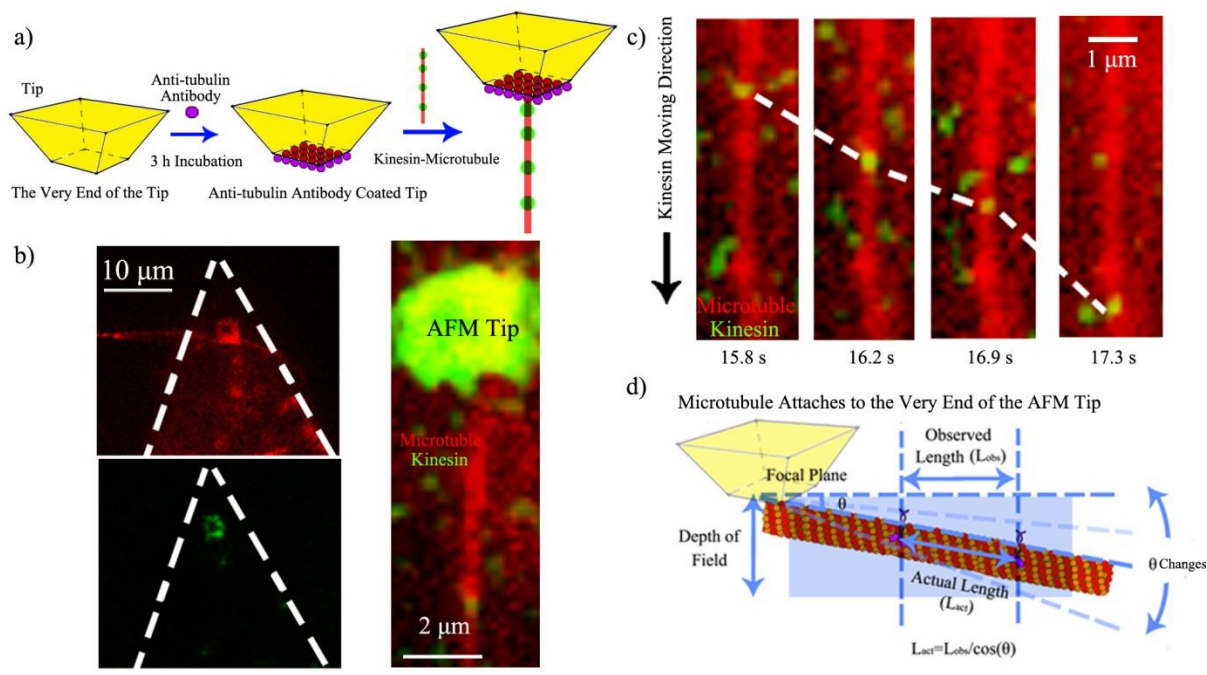 a)
Tip
Anti-tubulin
Antibody
3 h Incubation
Kinesin-Microtubule
The Very End of the Tip
Anti-tubulin Antibody Coated Tip
b)
10 μm
AFM Tip
Microtuble
Kinesin
2 μm
c)
Kinesin Moving Direction
1 μm
Microtuble
Kinesin
15.8 s
16.2 s
16.9 s
17.3 s
d)
Microtubule Attaches to the Very End of the AFM Tip
Observed
Length (Lobs)
Focal Plane
θ
Depth of
Field
Actual Length
(Lact)
θ Changes
Lact=Lobs/cos(θ)